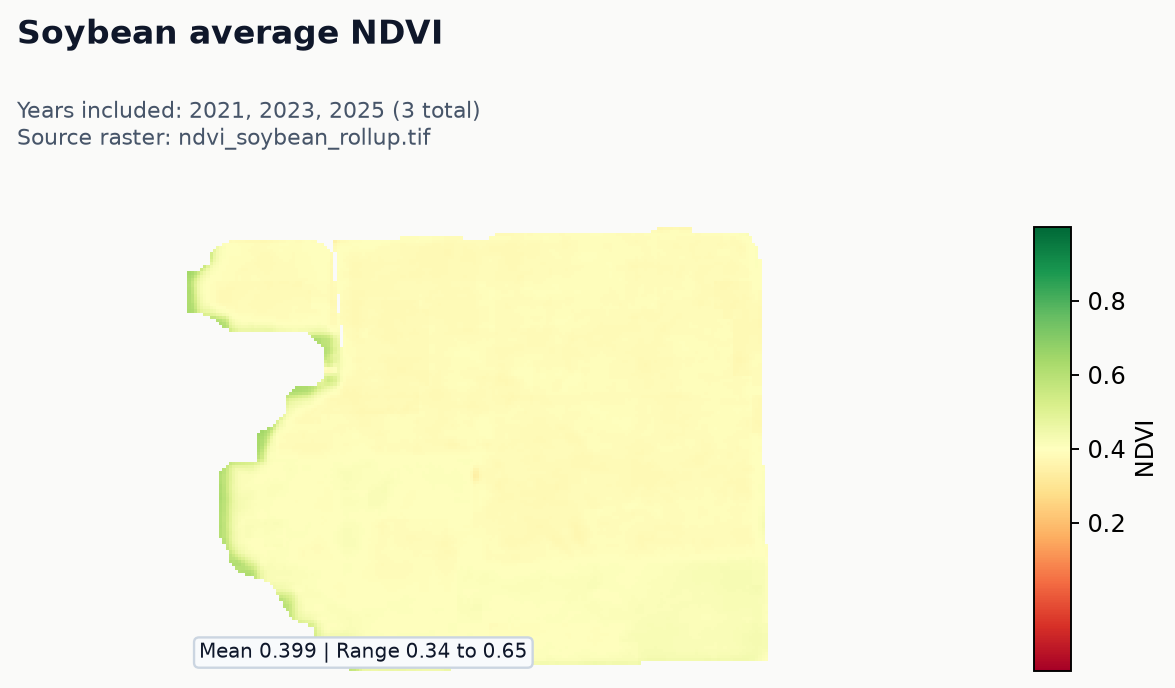 Soybean average NDVI
Years included: 2021, 2023, 2025 (3 total)
Source raster: ndvi_soybean_rollup.tif
0.8
0.6
0.4
0.2
NDVI
Mean 0.399 | Range 0.34 to 0.65